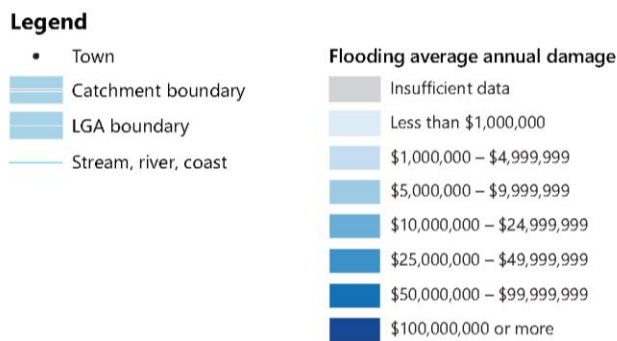 Legend
Town
Catchment boundary
LGA boundary
Stream, river, coast
Flooding average annual damage
Insufficient data
Less than $1,000,000
$1,000,000 – $4,999,999
$5,000,000 – $9,999,999
$10,000,000 – $24,999,999
$25,000,000 – $49,999,999
$50,000,000 – $99,999,999
$100,000,000 or more